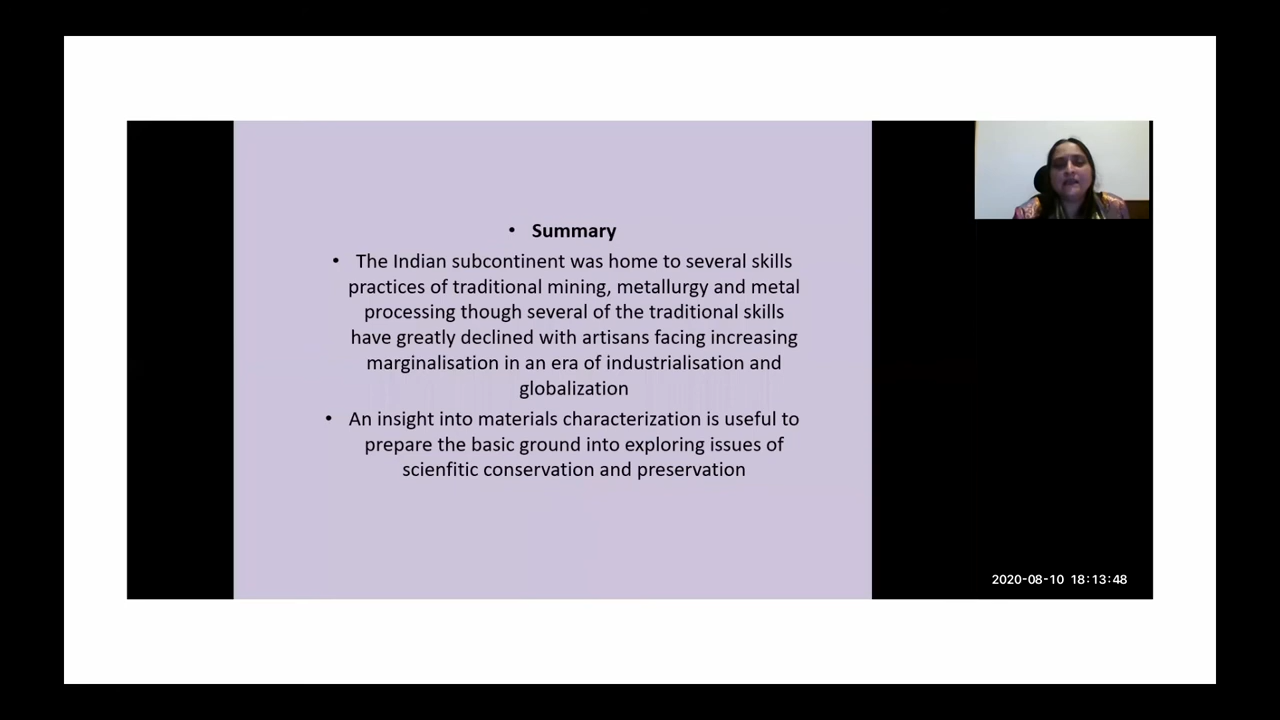 • Summary
• The Indian subcontinent was home to several skills
practices of traditional mining, metallurgy and metal
processing though several of the traditional skills
have greatly declined with artisans facing increasing
marginalisation in an era of industrialisation and
globalization
• An insight into materials characterization is useful to
prepare the basic ground into exploring issues of
scienfitic conservation and preservation
2020-08-10 18:13:48